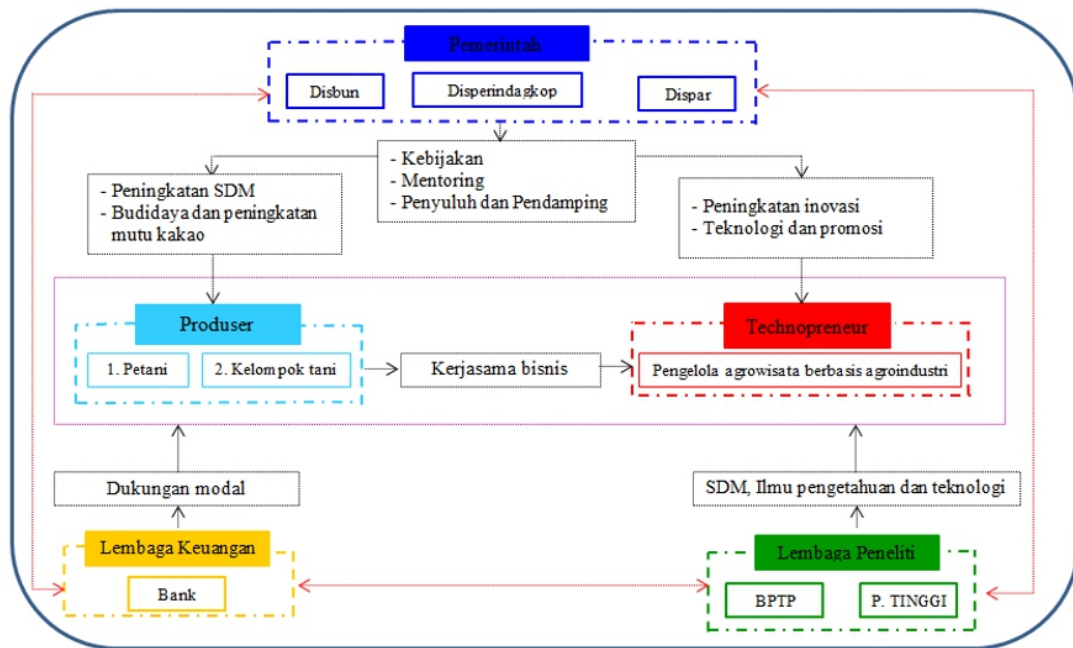 Pemerintah
Disbun
Disperindagkop
Dispar
- Kebijakan
- Mentoring
- Penyuluh dan Pendamping
- Peningkatan SDM
- Budidaya dan peningkatan
mutu kakao
- Peningkatan inovasi
- Teknologi dan promosi
Produser
1. Petani
2. Kelompok tani
Kerjasama bisnis
Technopreneur
Pengelola agrowisata berbasis agroindustri
Dukungan modal
SDM, Ilmu pengetahuan dan teknologi
Lembaga Keuangan
Bank
Lembaga Peneliti
BPTP
P. TINGGI